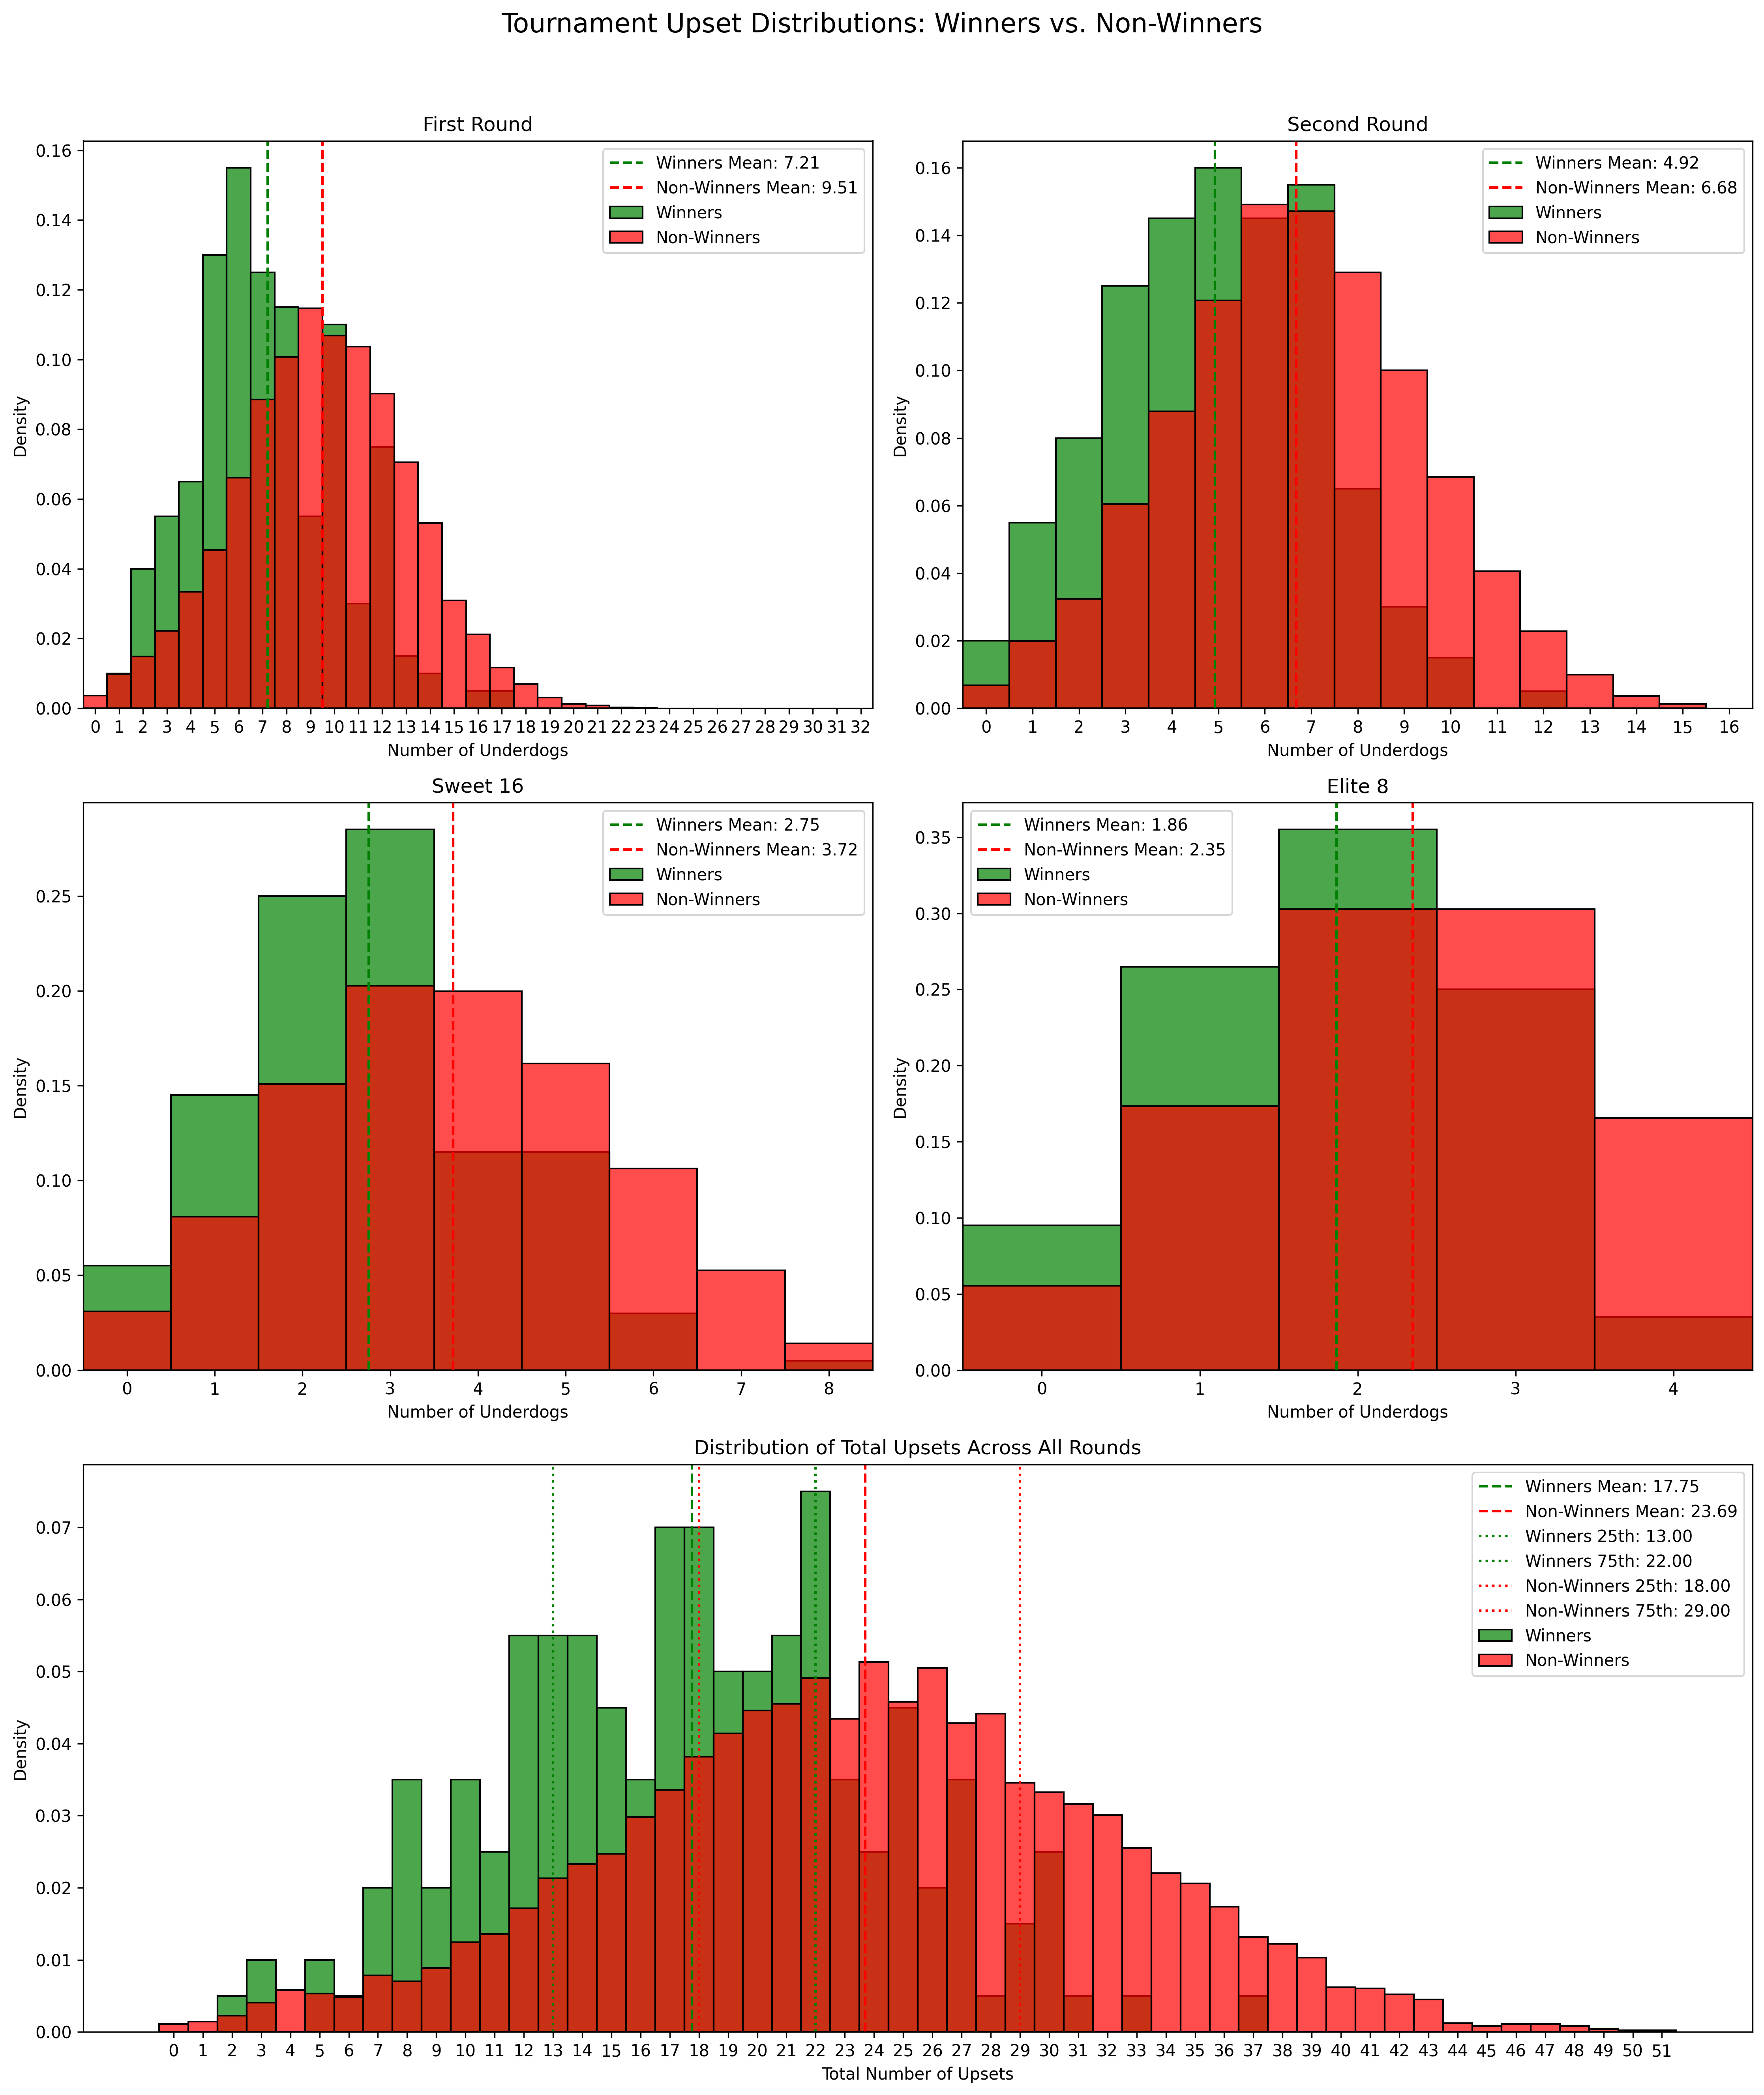 Tournament Upset Distributions: Winners vs. Non-Winners
First Round
Density
0.16
0.14
0.12
0.10
0.08
0.06
0.04
0.02
0.00
Winners Mean: 7.21
Non-Winners Mean: 9.51
Winners
Non-Winners
0 1 2 3 4 5 6 7 8 9 10 11 12 13 14 15 16 17 18 19 20 21 22 23 24 25 26 27 28 29 30 31 32
Number of Underdogs
Second Round
Density
0.16
0.14
0.12
0.10
0.08
0.06
0.04
0.02
0.00
Winners Mean: 4.92
Non-Winners Mean: 6.68
Winners
Non-Winners
0 1 2 3 4 5 6 7 8 9 10 11 12 13 14 15 16
Number of Underdogs
Sweet 16
Density
0.25
0.20
0.15
0.10
0.05
0.00
Winners Mean: 2.75
Non-Winners Mean: 3.72
Winners
Non-Winners
0 1 2 3 4 5 6 7 8
Number of Underdogs
Elite 8
Density
0.35
0.30
0.25
0.20
0.15
0.10
0.05
0.00
Winners Mean: 1.86
Non-Winners Mean: 2.35
Winners
Non-Winners
0 1 2 3 4
Number of Underdogs
Distribution of Total Upsets Across All Rounds
Density
0.07
0.06
0.05
0.04
0.03
0.02
0.01
0.00
Winners Mean: 17.75
Non-Winners Mean: 23.69
Winners 25th: 13.00
Winners 75th: 22.00
Non-Winners 25th: 18.00
Non-Winners 75th: 29.00
Winners
Non-Winners
0 1 2 3 4 5 6 7 8 9 10 11 12 13 14 15 16 17 18 19 20 21 22 23 24 25 26 27 28 29 30 31 32 33 34 35 36 37 38 39 40 41 42 43 44 45 46 47 48 49 50 51
Total Number of Upsets